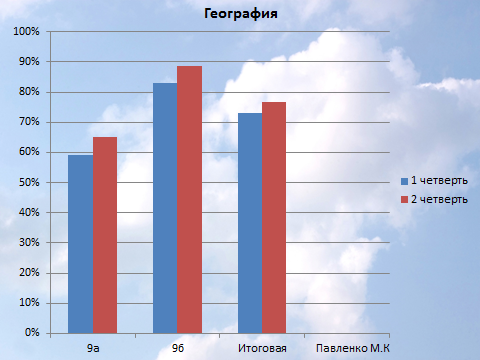 География
100%
90%
80%
70%
60%
50%
40%
30%
20%
10%
0%
9а
9б
Итоговая
Павленко М.К
1 четверть
2 четверть